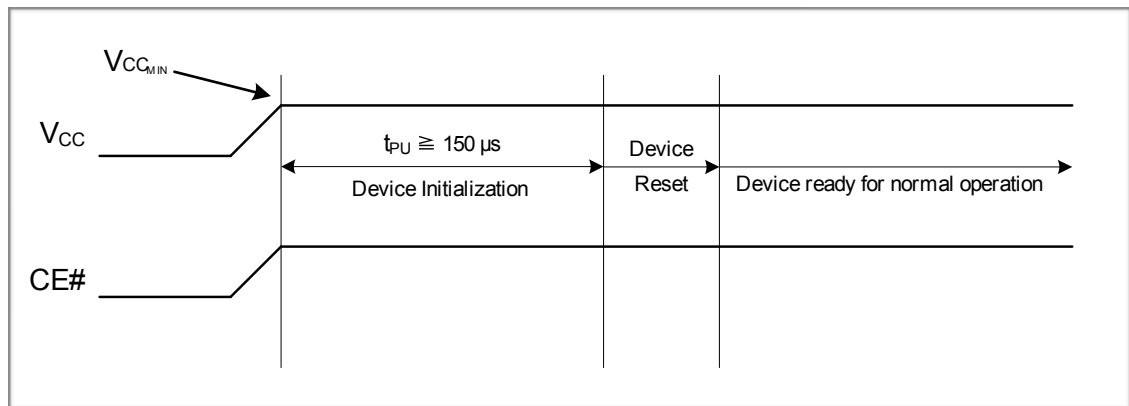 VCCMIN
VCC
tPU ≧ 150 µs
Device Initialization
Device
Reset
Device ready for normal operation
CE#